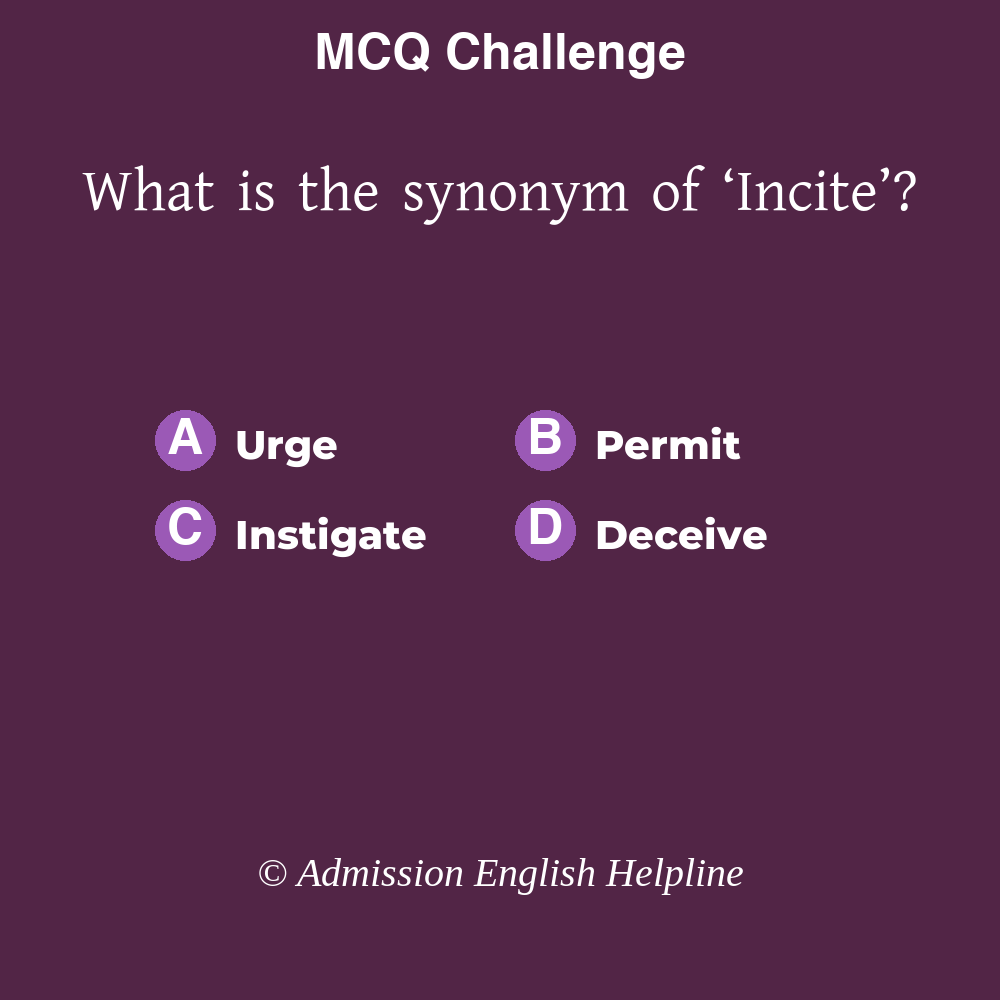 MCQ Challenge
What is the synonym of ‘Incite’?
A Urge B Permit
C Instigate D Deceive
© Admission English Helpline